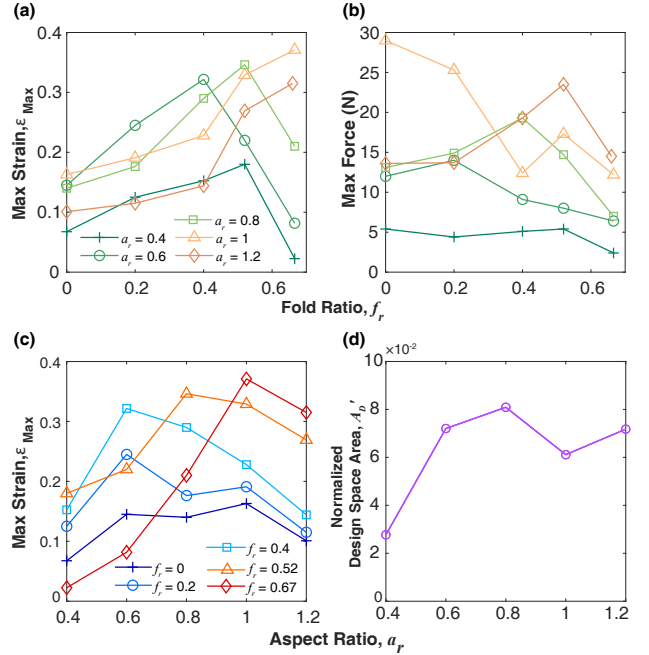 (a)
(b)
Max Strain,ε Max
0.4
0.3
0.2
0.1
0
0
0.2
0.4
0.6
a_r = 0.4
a_r = 0.6
a_r = 0.8
a_r = 1
a_r = 1.2
Max Force (N)
30
25
20
15
10
5
0
0
0.2
0.4
0.6
Fold Ratio, f_r
(c)
(d)
Max Strain,ε Max
0.4
0.3
0.2
0.1
0
0.4
0.6
0.8
1
1.2
f_r = 0
f_r = 0.2
f_r = 0.4
f_r = 0.52
f_r = 0.67
Normalized
Design Space Area, A_D′
10 ×10⁻²
8
6
4
2
0
0.4
0.6
0.8
1
1.2
Aspect Ratio, a_r